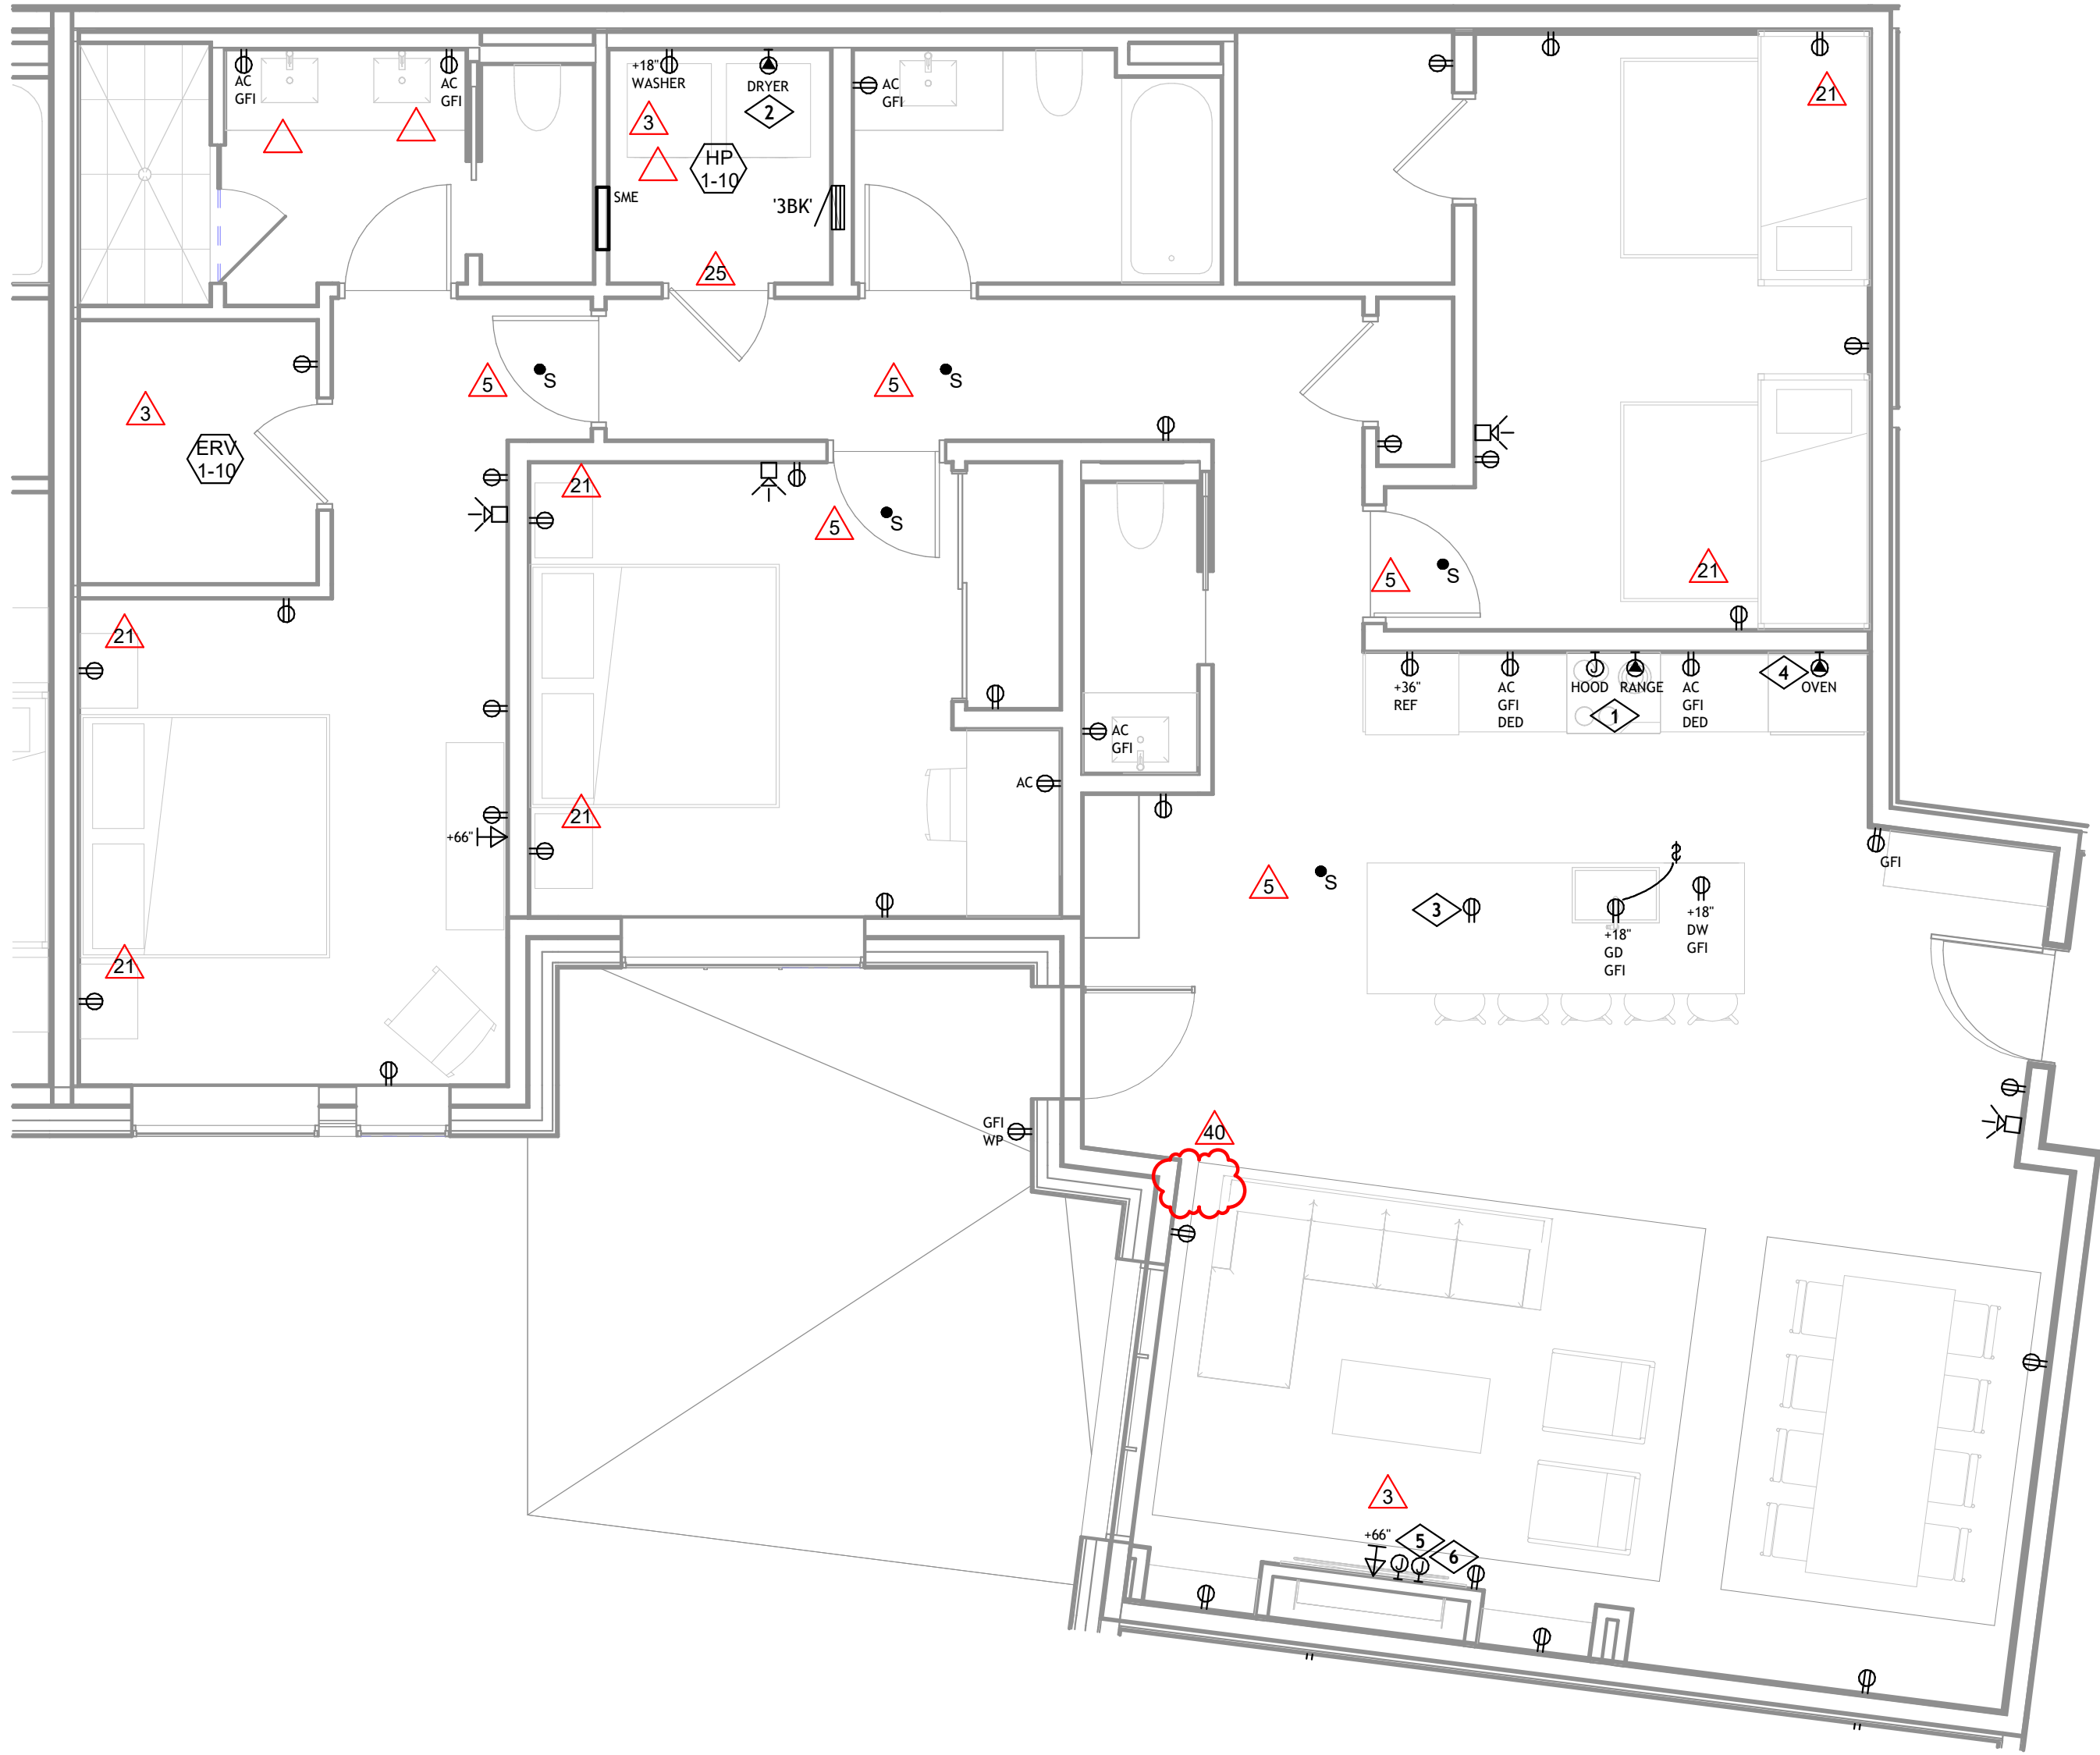 AC
GFI
AC
GFI
+18"
WASHER
DRYER
2
3
HP
1-10
SME
'3BK'
25
AC
GFI
21
3
ERV
1-10
5
S
5
S
21
5
S
5
S
21
21
21
21
+36"
REF
AC
GFI
DED
J
HOOD
RANGE
1
AC
GFI
DED
4
OVEN
AC
GFI
AC
+66"
GFI
5
S
3
+18"
GD
GFI
+18"
DW
GFI
21
GFI
WP
40
3
+66"
5
6
J
J